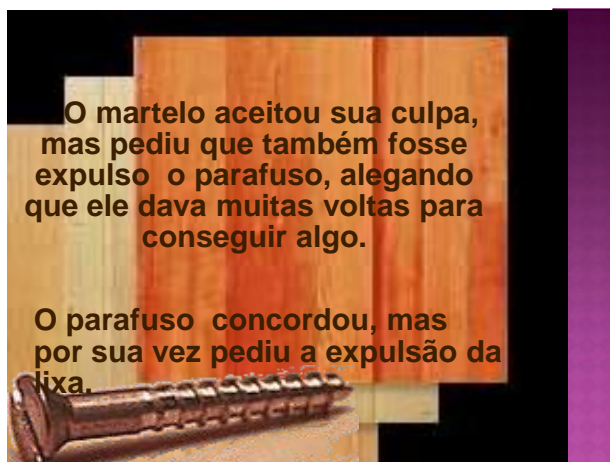 O martelo aceitou sua culpa,
mas pediu que também fosse
expulso o parafuso, alegando
que ele dava muitas voltas para
conseguir algo.
O parafuso concordou, mas
por sua vez pediu a expulsão da
lixa.